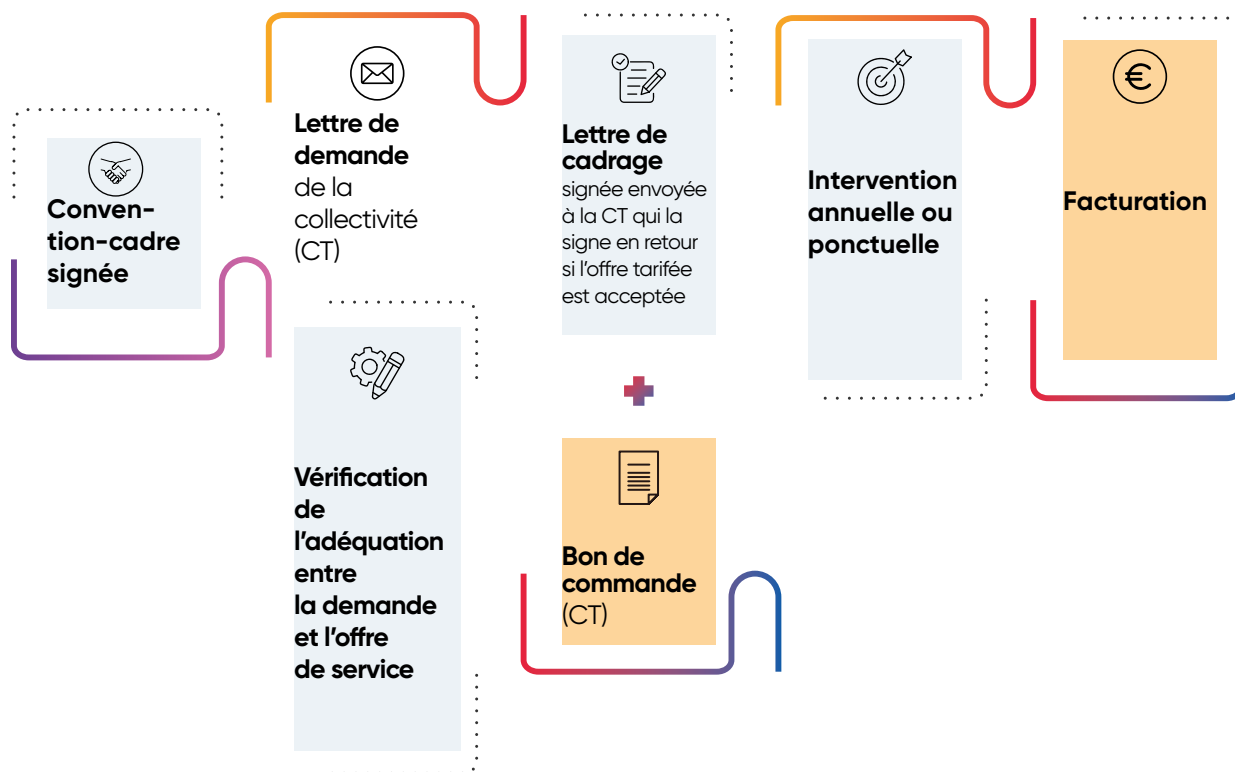 Conven-
tion-cadre
signée
Lettre de
demande
de la
collectivité
(CT)
Vérification
de
l’adéquation
entre
la demande
et l’offre
de service
Lettre de
cadrage
signée envoyée
à la CT qui la
signe en retour
si l’offre tarifée
est acceptée
Bon de
commande
(CT)
Intervention
annuelle ou
ponctuelle
Facturation